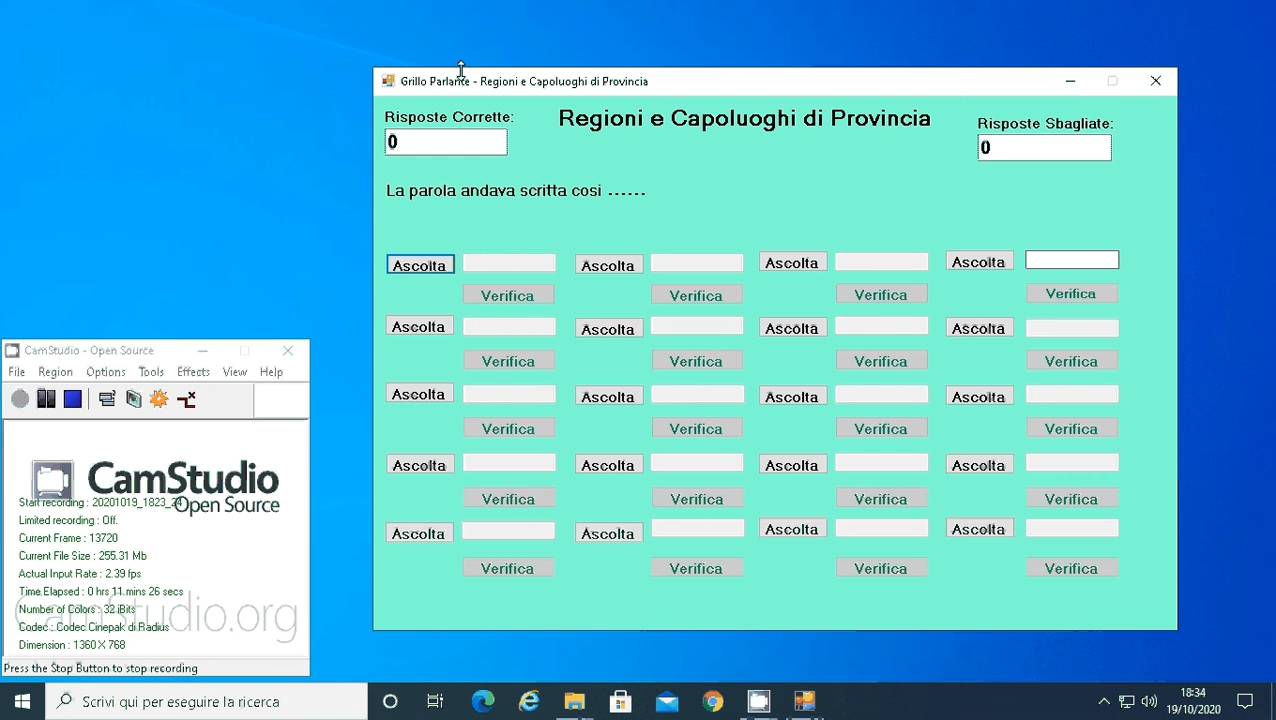 Grillo Parlante - Regioni e Capoluoghi di Provincia
Risposte Corrette:
0
Regioni e Capoluoghi di Provincia
Risposte Sbagliate:
0
La parola andava scritta cosi ......
Ascolta Ascolta Ascolta Ascolta
Verifica Verifica Verifica Verifica
Ascolta Ascolta Ascolta Ascolta
Verifica Verifica Verifica Verifica
Ascolta Ascolta Ascolta Ascolta
Verifica Verifica Verifica Verifica
Ascolta Ascolta Ascolta Ascolta
Verifica Verifica Verifica Verifica
Ascolta Ascolta Ascolta Ascolta
Verifica Verifica Verifica Verifica
CamStudio - Open Source
File Region Options Tools Effects View Help
CamStudio
Open Source
Start recording : 20201019_1823_24
Limited recording : Off.
Current Frame : 13720
Current File Size : 255.31 Mb
Actual Input Rate : 2.39 fps
Time Elapsed : 0 hrs 11 mins 26 secs
Number of Colors : 32 iBits
Codec : Codec Cinepak di Radius
CamStudio.org
Dimension : 1360 X 768
Press the Stop Button to stop recording
Scrivi qui per eseguire la ricerca
18:34
19/10/2020